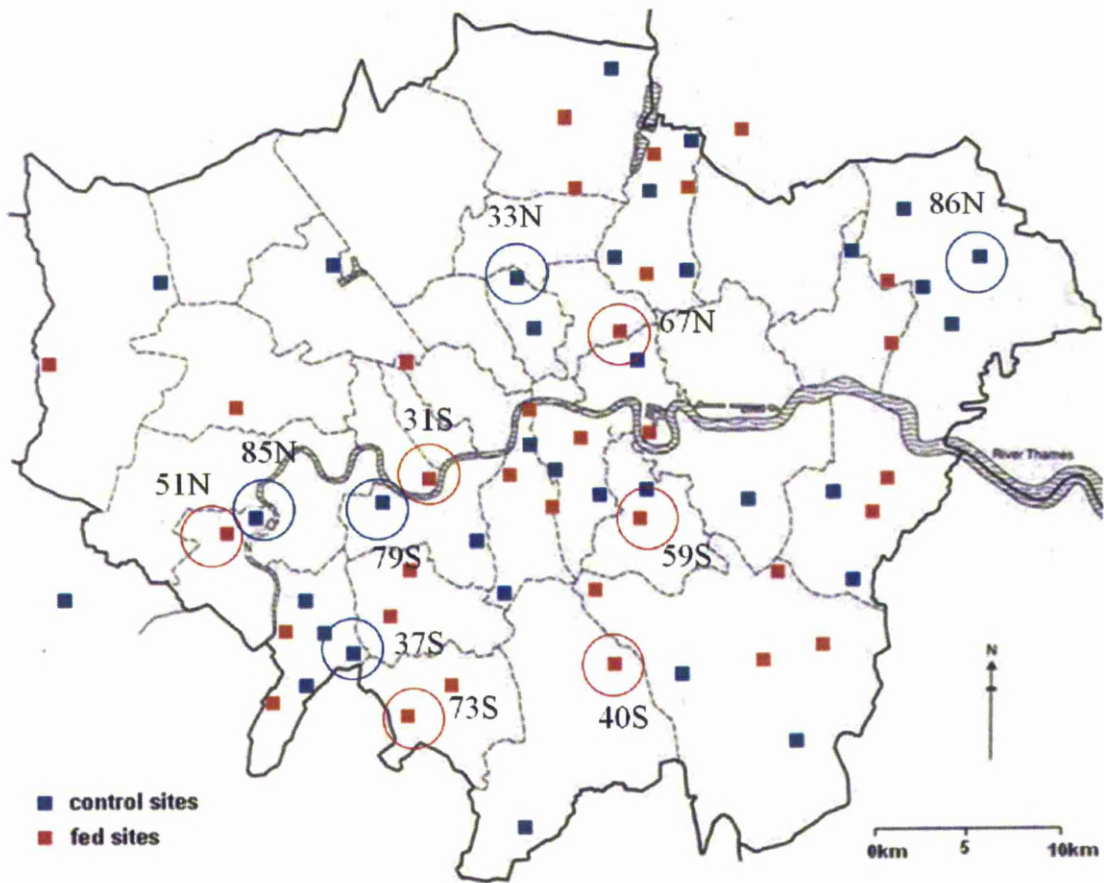 33N
86N
67N
31S
85N
51N
River Thames
79S
59S
37S
73S
40S
N
control sites
fed sites
0km 5 10km